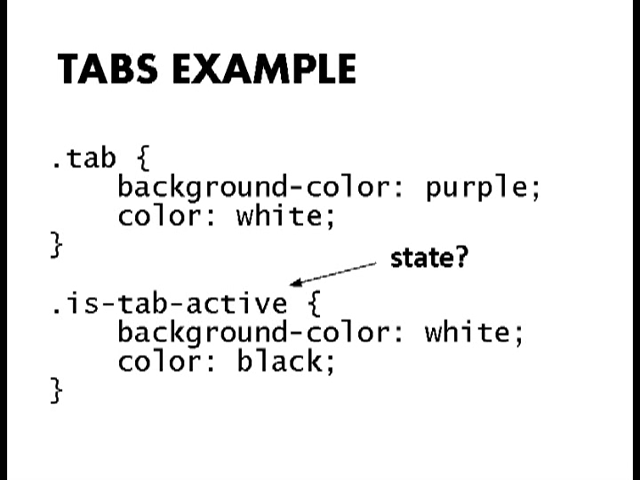 TABS EXAMPLE
.tab {
background-color: purple;
color: white;
}
state?
.is-tab-active {
background-color: white;
color: black;
}